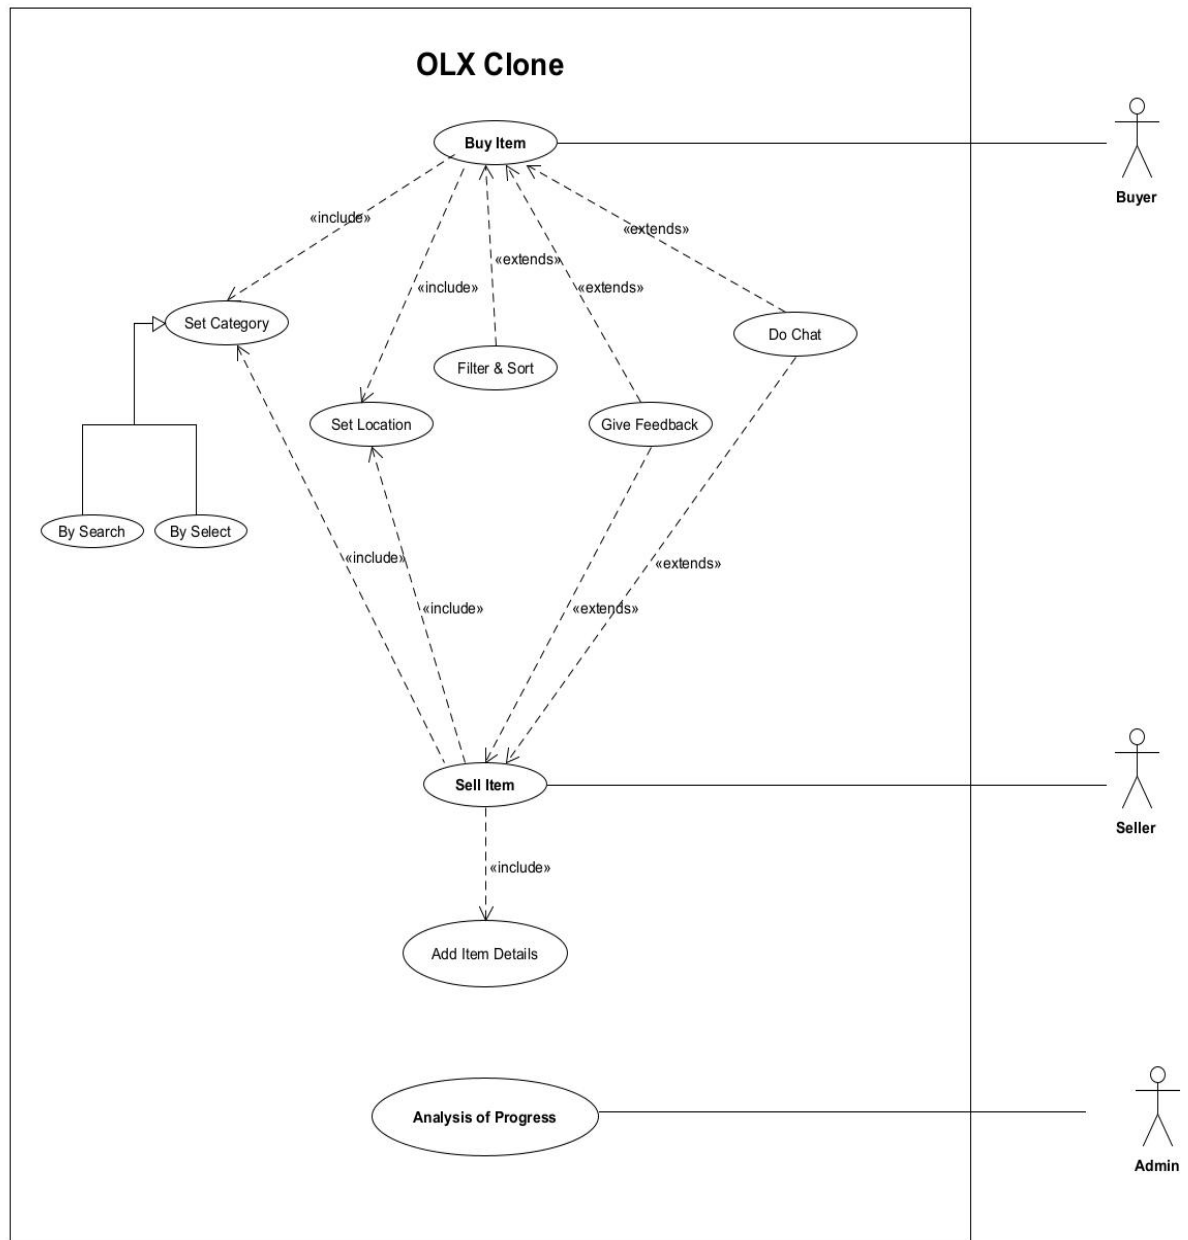 OLX Clone
Buy Item
Buyer
«include»
«extends»
«extends»
«include»
«extends»
Set Category
Do Chat
Filter & Sort
Set Location
Give Feedback
By Search
By Select
«include»
«extends»
«include»
«extends»
Sell Item
Seller
«include»
Add Item Details
Analysis of Progress
Admin